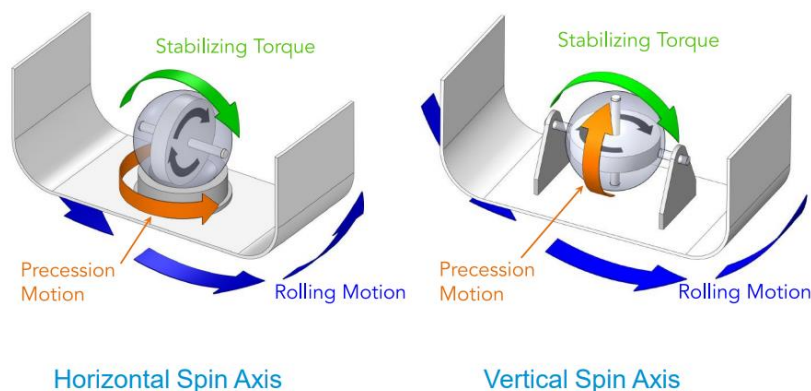 Stabilizing Torque
Precession
Motion
Rolling Motion
Horizontal Spin Axis
Stabilizing Torque
Precession
Motion
Rolling Motion
Vertical Spin Axis